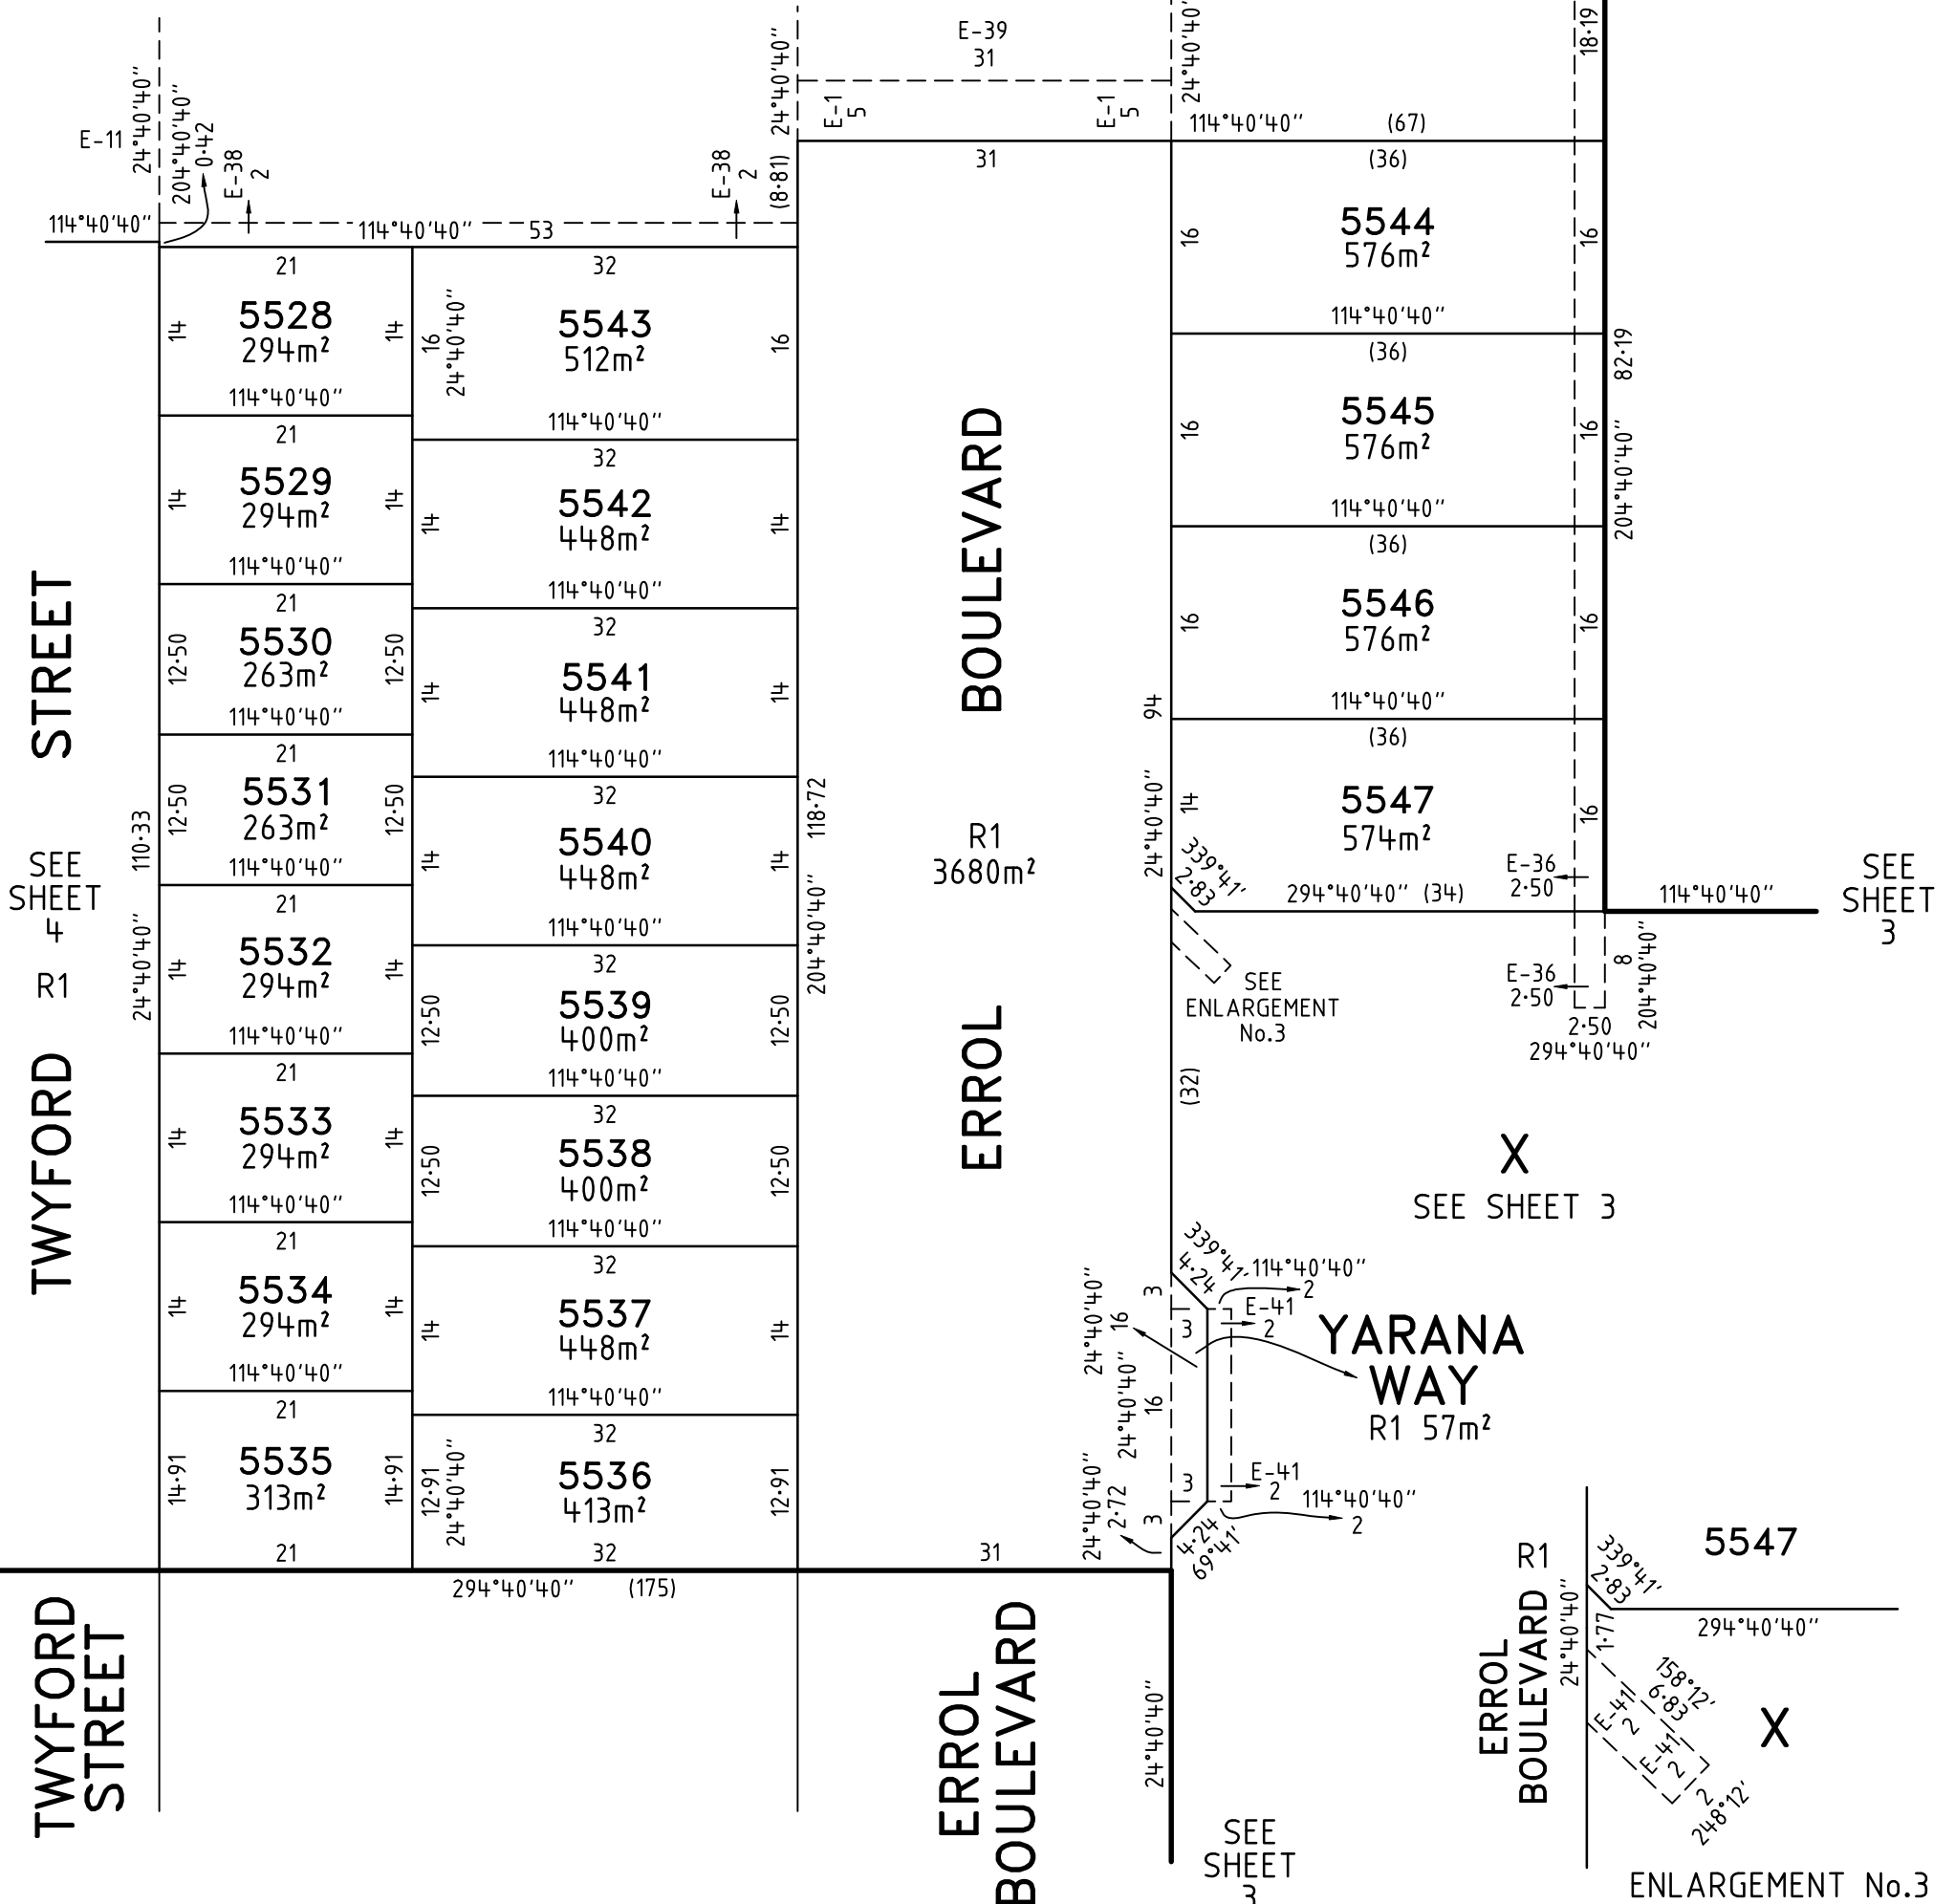 E-11
24°40'40"
204°40'40"
0·42
E-38
2
E-38
2
(8·81)
24°40'40"
E-39
31
E-1
5
E-1
5
24°40'40"
18·19
114°40'40" (67)
114°40'40"
114°40'40" 53
31
(36)
21
5528
294m²
14
14
114°40'40"
21
5529
294m²
14
14
114°40'40"
21
5530
263m²
12·50
12·50
114°40'40"
21
5531
263m²
12·50
12·50
114°40'40"
21
5532
294m²
14
14
114°40'40"
21
5533
294m²
14
14
114°40'40"
21
5534
294m²
14
14
114°40'40"
21
5535
313m²
14·91
14·91
21
32
5543
512m²
16
24°40'40"
16
114°40'40"
32
5542
448m²
14
14
114°40'40"
32
5541
448m²
14
14
114°40'40"
32
5540
448m²
14
14
114°40'40"
32
5539
400m²
12·50
12·50
114°40'40"
32
5538
400m²
12·50
12·50
114°40'40"
32
5537
448m²
14
14
114°40'40"
32
5536
413m²
12·91
24°40'40"
12·91
32
TWYFORD STREET
SEE
SHEET
4
R1
110·33
24°40'40"
118·72
204°40'40"
ERROL BOULEVARD
R1
3680m²
31
94
24°40'40"
5544
576m²
16
16
114°40'40"
(36)
5545
576m²
16
16
114°40'40"
(36)
5546
576m²
16
16
114°40'40"
(36)
5547
574m²
14
16
339°41'
2·83
294°40'40" (34)
82·19
204°40'40"
E-36
2·50
114°40'40"
SEE
SHEET
3
E-36
2·50
8
204°40'40"
2·50
294°40'40"
SEE
ENLARGEMENT
No.3
(32)
X
SEE SHEET 3
339°41'
4·24
114°40'40"
2
3
3
E-41
2
24°40'40"
16
24°40'40"
16
YARANA
WAY
R1 57m²
3
3
E-41
2
114°40'40"
2
24°40'40"
2·72
4·24
69°41'
294°40'40" (175)
TWYFORD
STREET
ERROL
BOULEVARD
24°40'40"
SEE
SHEET
3
5547
R1
ERROL
BOULEVARD
24°40'40"
339°41'
2·83
1·77
294°40'40"
158°12'
6·83
E-41
2
E-41
2
2
248°12'
X
ENLARGEMENT No.3